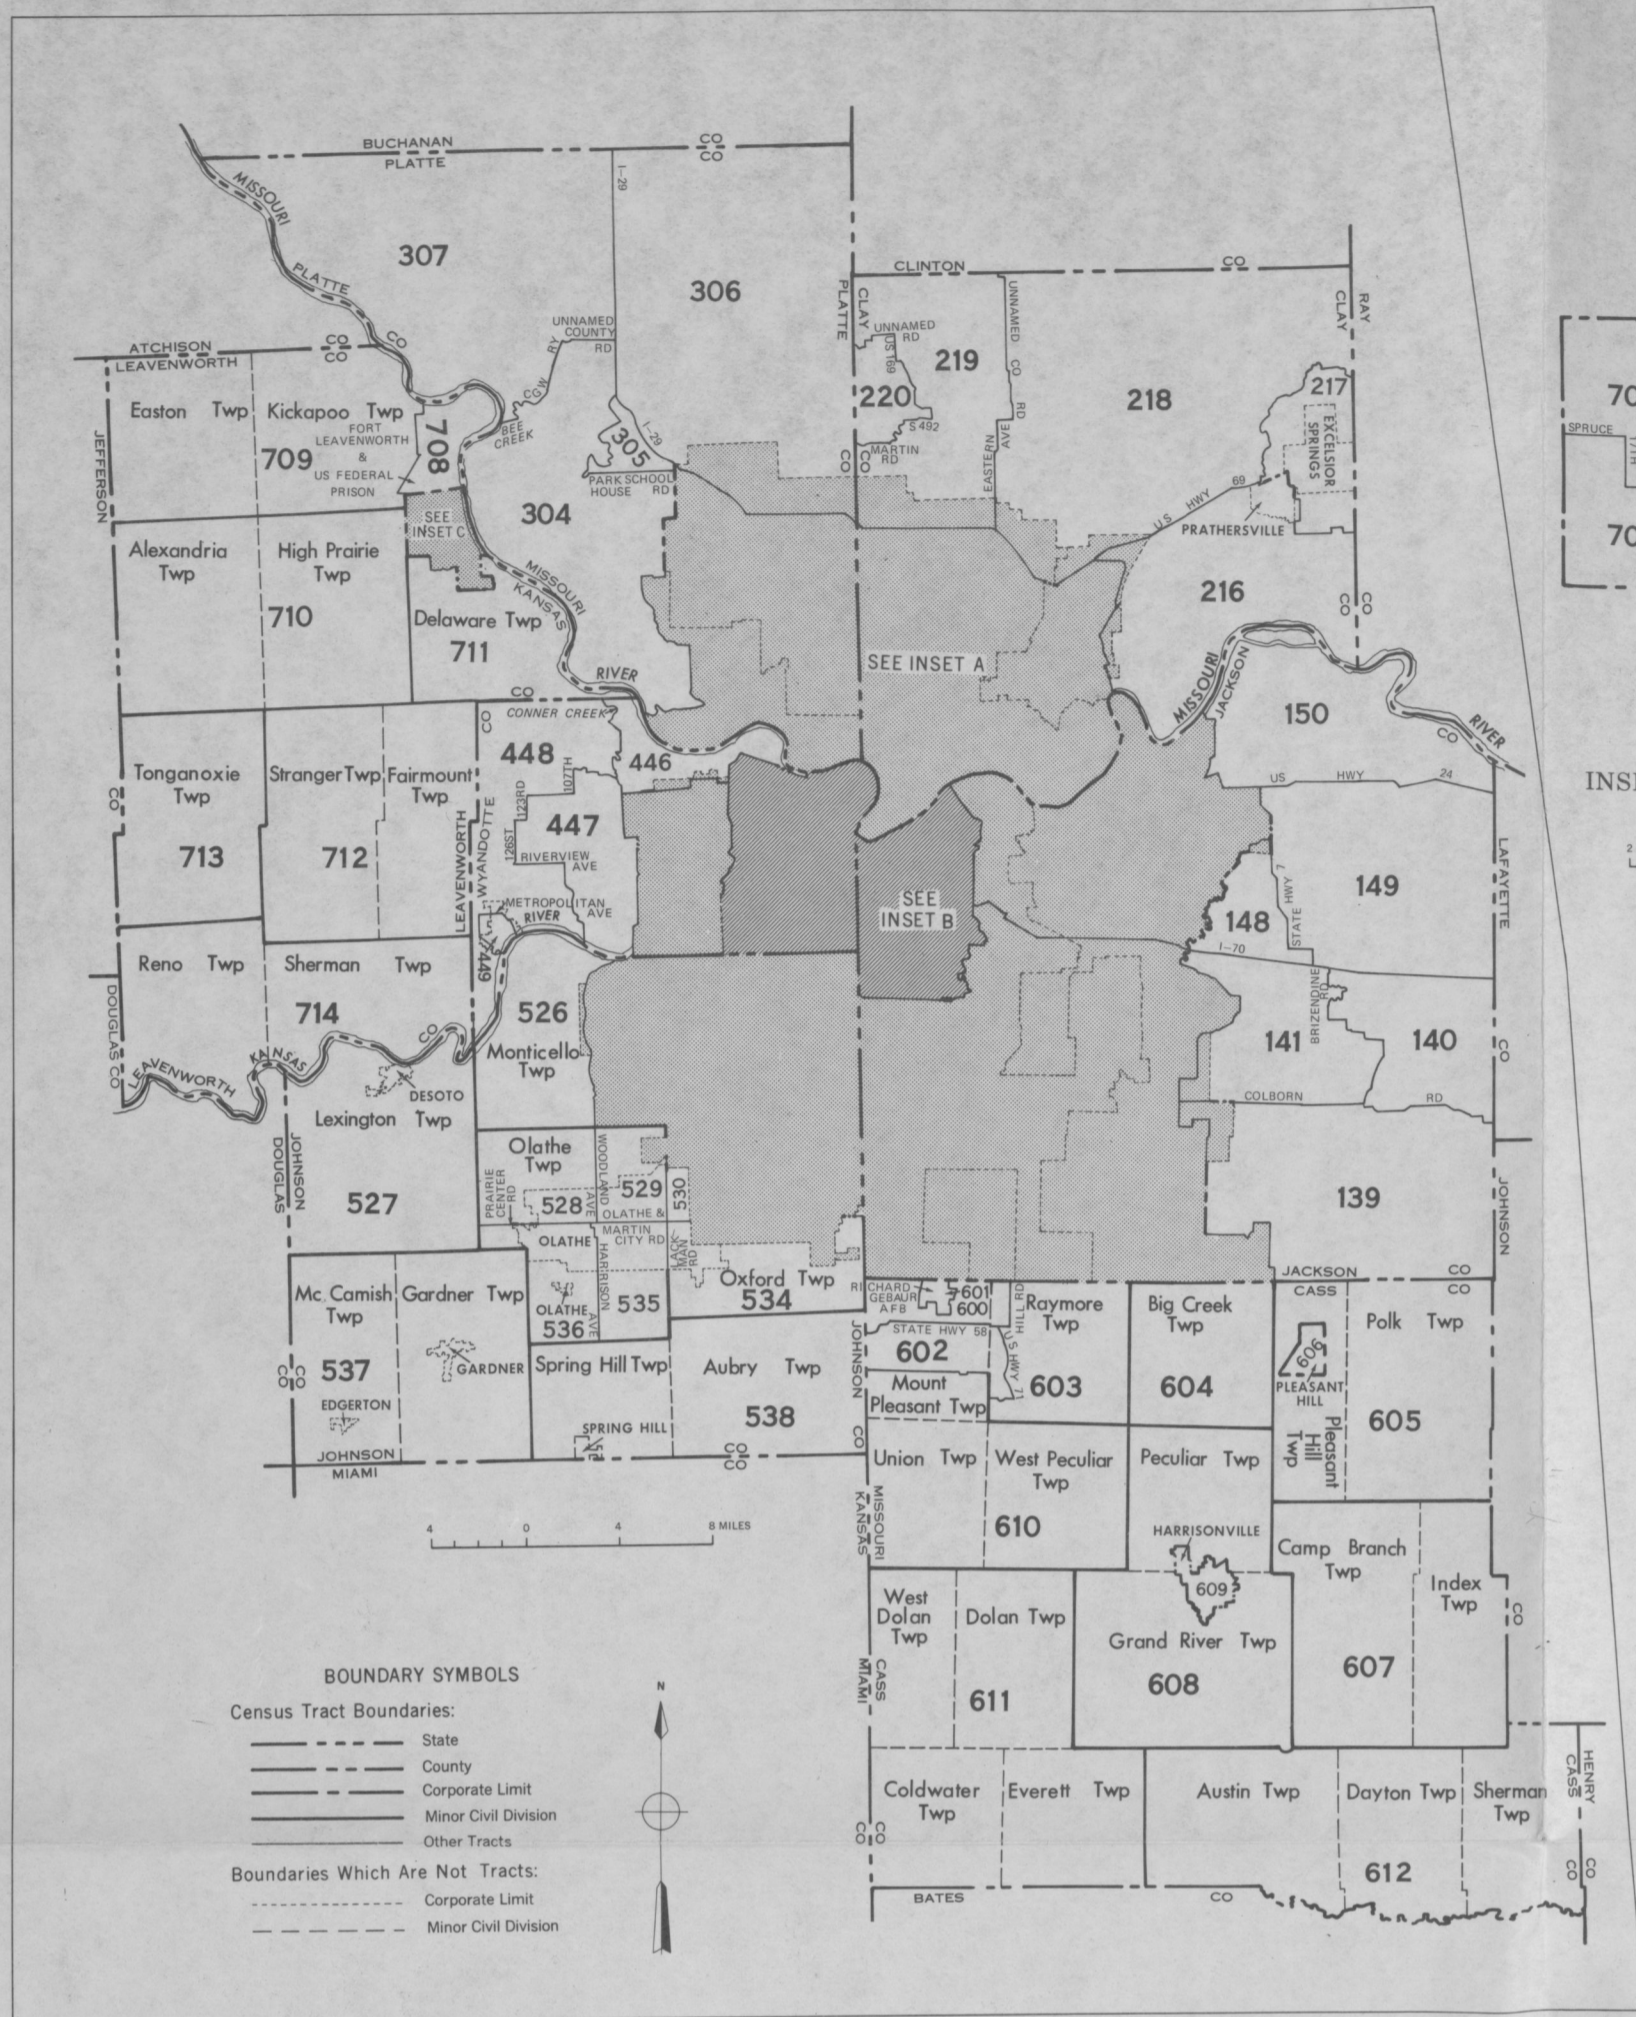 BUCHANAN
CO
PLATTE
CO
MISSOURI
I-29
307
306
PLATTE
CO
CLINTON
CO
PLATTE
CLAY
UNNAMED
CO
RD
CLAY
RAY
UNNAMED
COUNTY
RD
UNNAMED
RD
US 169
219
ATCHISON
CO
LEAVENWORTH
CO
CGW RY
220
218
217
Easton Twp
Kickapoo Twp
FORT
LEAVENWORTH
&
US FEDERAL
PRISON
709
708
BEE
CREEK
305
I-29
S 492
MARTIN
RD
CO
CO
EASTERN
AVE
EXCELSIOR
SPRINGS
JEFFERSON
PARK SCHOOL
HOUSE RD
304
SEE
INSET C
US HWY 69
PRATHERSVILLE
Alexandria
Twp
High Prairie
Twp
710
MISSOURI
KANSAS
216
CO
CO
Delaware Twp
711
RIVER
SEE INSET A
MISSOURI
JACKSON
150
CO
RIVER
CO
CONNER CREEK
CO
448
446
107TH
Tonganoxie
Twp
Stranger Twp
Fairmount
Twp
US HWY 24
CO
123RD
447
126 ST
RIVERVIEW
AVE
713
712
LEAVENWORTH
WYANDOTTE
LAFAYETTE
149
STATE HWY 7
148
METROPOLITAN
AVE
RIVER
SEE
INSET B
I-70
Reno Twp
Sherman Twp
449
714
526
Monticello
Twp
BRIZENDINE
RD
141
140
CO
DOUGLAS CO
LEAVENWORTH
KANSAS
CO
DESOTO
COLBORN
RD
Lexington Twp
DOUGLAS
JOHNSON
527
Olathe
Twp
PRAIRIE
CENTER
RD
WOODLAND
AVE
528
529
530
OLATHE &
MARTIN
CITY RD
139
JOHNSON
OLATHE
HARRISON
AVE
LACK-
MAN
RD
Mc Camish
Twp
Gardner Twp
OLATHE
536
535
Oxford Twp
534
RICHARD
GEBAUR
AFB
601
600
HILL RD
Raymore
Twp
Big Creek
Twp
JACKSON
CO
CASS
CO
Polk Twp
STATE HWY 58
US HWY 71
602
603
604
606
PLEASANT
HILL
605
537
CO
CO
GARDNER
EDGERTON
Spring Hill Twp
Aubry Twp
538
JOHNSON
CO
Mount
Pleasant Twp
Pleasant
Hill
Twp
SPRING HILL
JOHNSON
MIAMI
CO
CO
Union Twp
West Peculiar
Twp
Peculiar Twp
610
KANSAS
MISSOURI
4 0 4 8 MILES
HARRISONVILLE
Camp Branch
Twp
609
Index
Twp
CO
West
Dolan
Twp
Dolan Twp
Grand River Twp
608
607
611
MIAMI
CASS
BOUNDARY SYMBOLS
Census Tract Boundaries:
State
County
Corporate Limit
Minor Civil Division
Other Tracts
Boundaries Which Are Not Tracts:
Corporate Limit
Minor Civil Division
N
Coldwater
Twp
Everett Twp
Austin Twp
Dayton Twp
Sherman
Twp
CASS
HENRY
CO
CO
612
CO
CO
BATES
CO
70
SPRUCE
17TH
70
INS
2